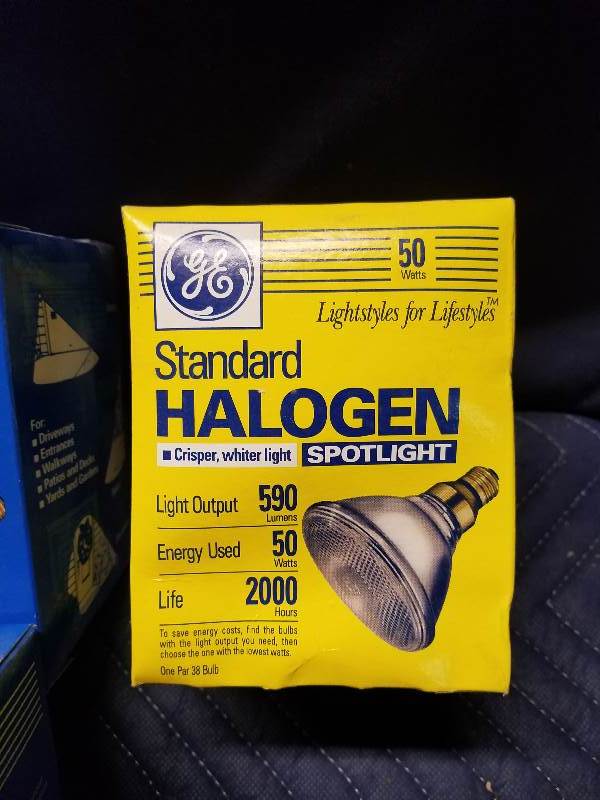 GE
50
Watts
Lightstyles for Lifestyles™
Standard
HALOGEN
■ Crisper, whiter light SPOTLIGHT
Light Output 590
Lumens
Energy Used 50
Watts
Life 2000
Hours
To save energy costs, find the bulbs
with the light output you need, then
choose the one with the lowest watts.
One Par 38 Bulb
For:
■ Driveways
■ Entrances
■ Walkways
■ Patios and Decks
■ Yards and Gardens
GE